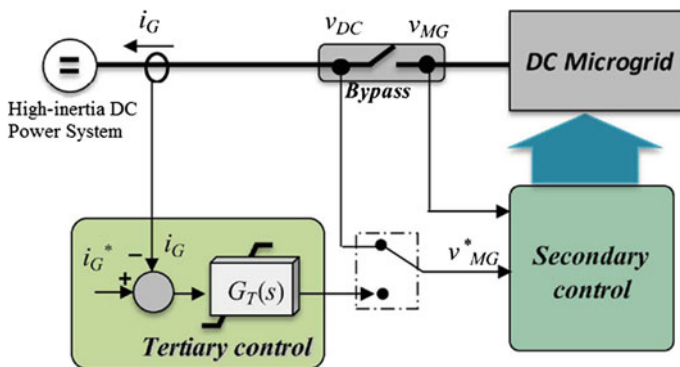 i_G
v_DC
v_MG
=
DC Microgrid
Bypass
High-inertia DC
Power System
i_G*
−
i_G
+
G_T(s)
v*_MG
Secondary
control
Tertiary control